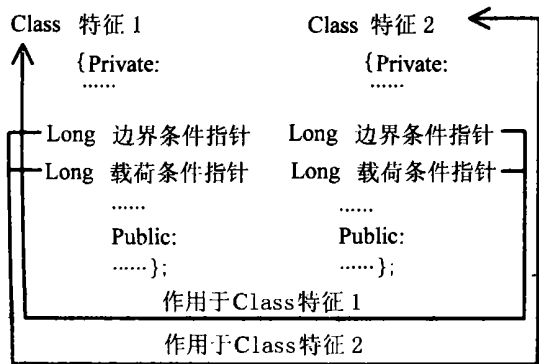 Class 特征 1 Class 特征 2
{Private: {Private:
...... ......
Long 边界条件指针 Long 边界条件指针
Long 载荷条件指针 Long 载荷条件指针
...... ......
Public: Public:
......}; ......};
作用于Class特征 1
作用于Class特征 2